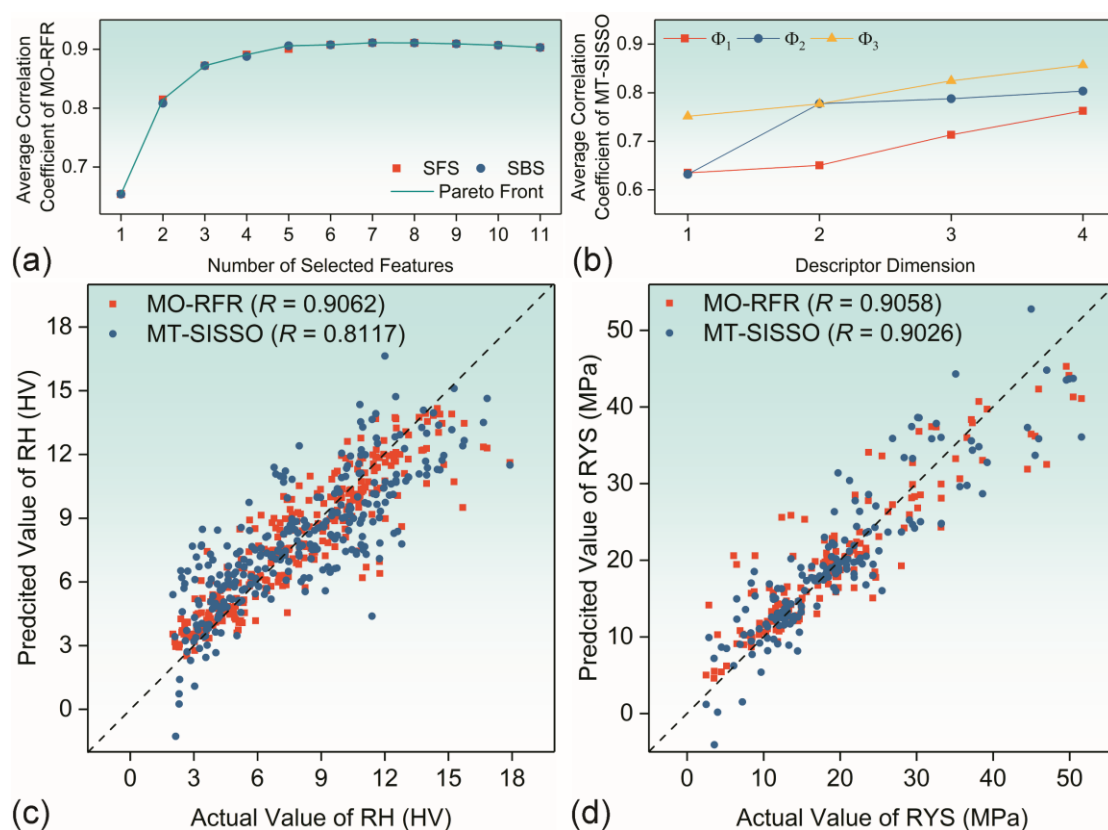 Average Correlation
Coefficient of MO-RFR
0.9
0.8
0.7
SFS SBS
Pareto Front
1 2 3 4 5 6 7 8 9 10 11
(a) Number of Selected Features
Average Correlation
Coefficient of MT-SISSO
0.9
0.8
0.7
0.6
Φ1 Φ2 Φ3
1 2 3 4
(b) Descriptor Dimension
MO-RFR (R = 0.9062)
MT-SISSO (R = 0.8117)
Predcited Value of RH (HV)
18
15
12
9
6
3
0
0 3 6 9 12 15 18
(c) Actual Value of RH (HV)
MO-RFR (R = 0.9058)
MT-SISSO (R = 0.9026)
Predcited Value of RYS (MPa)
50
40
30
20
10
0
0 10 20 30 40 50
(d) Actual Value of RYS (MPa)